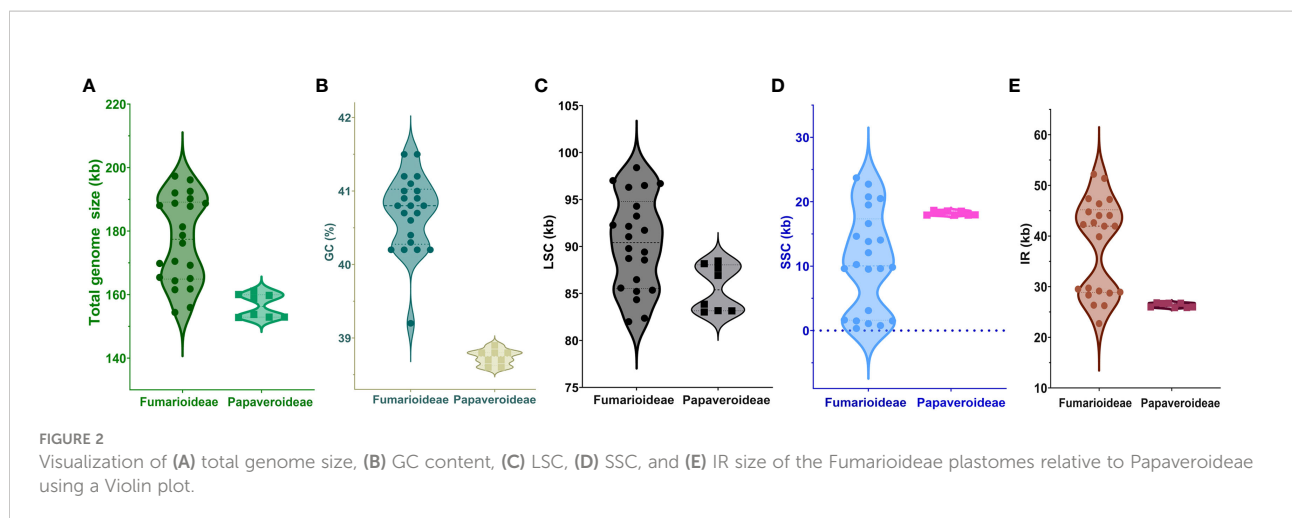 A
Total genome size (kb)
220
200
180
160
140
Fumarioideae Papaveroideae
B
GC (%)
42
41
40
39
Fumarioideae Papaveroideae
C
LSC (kb)
105
100
95
90
85
80
75
Fumarioideae Papaveroideae
D
SSC (kb)
30
20
10
0
Fumarioideae Papaveroideae
E
IR (kb)
60
50
40
30
20
10
Fumarioideae Papaveroideae
FIGURE 2
Visualization of (A) total genome size, (B) GC content, (C) LSC, (D) SSC, and (E) IR size of the Fumarioideae plastomes relative to Papaveroideae
using a Violin plot.